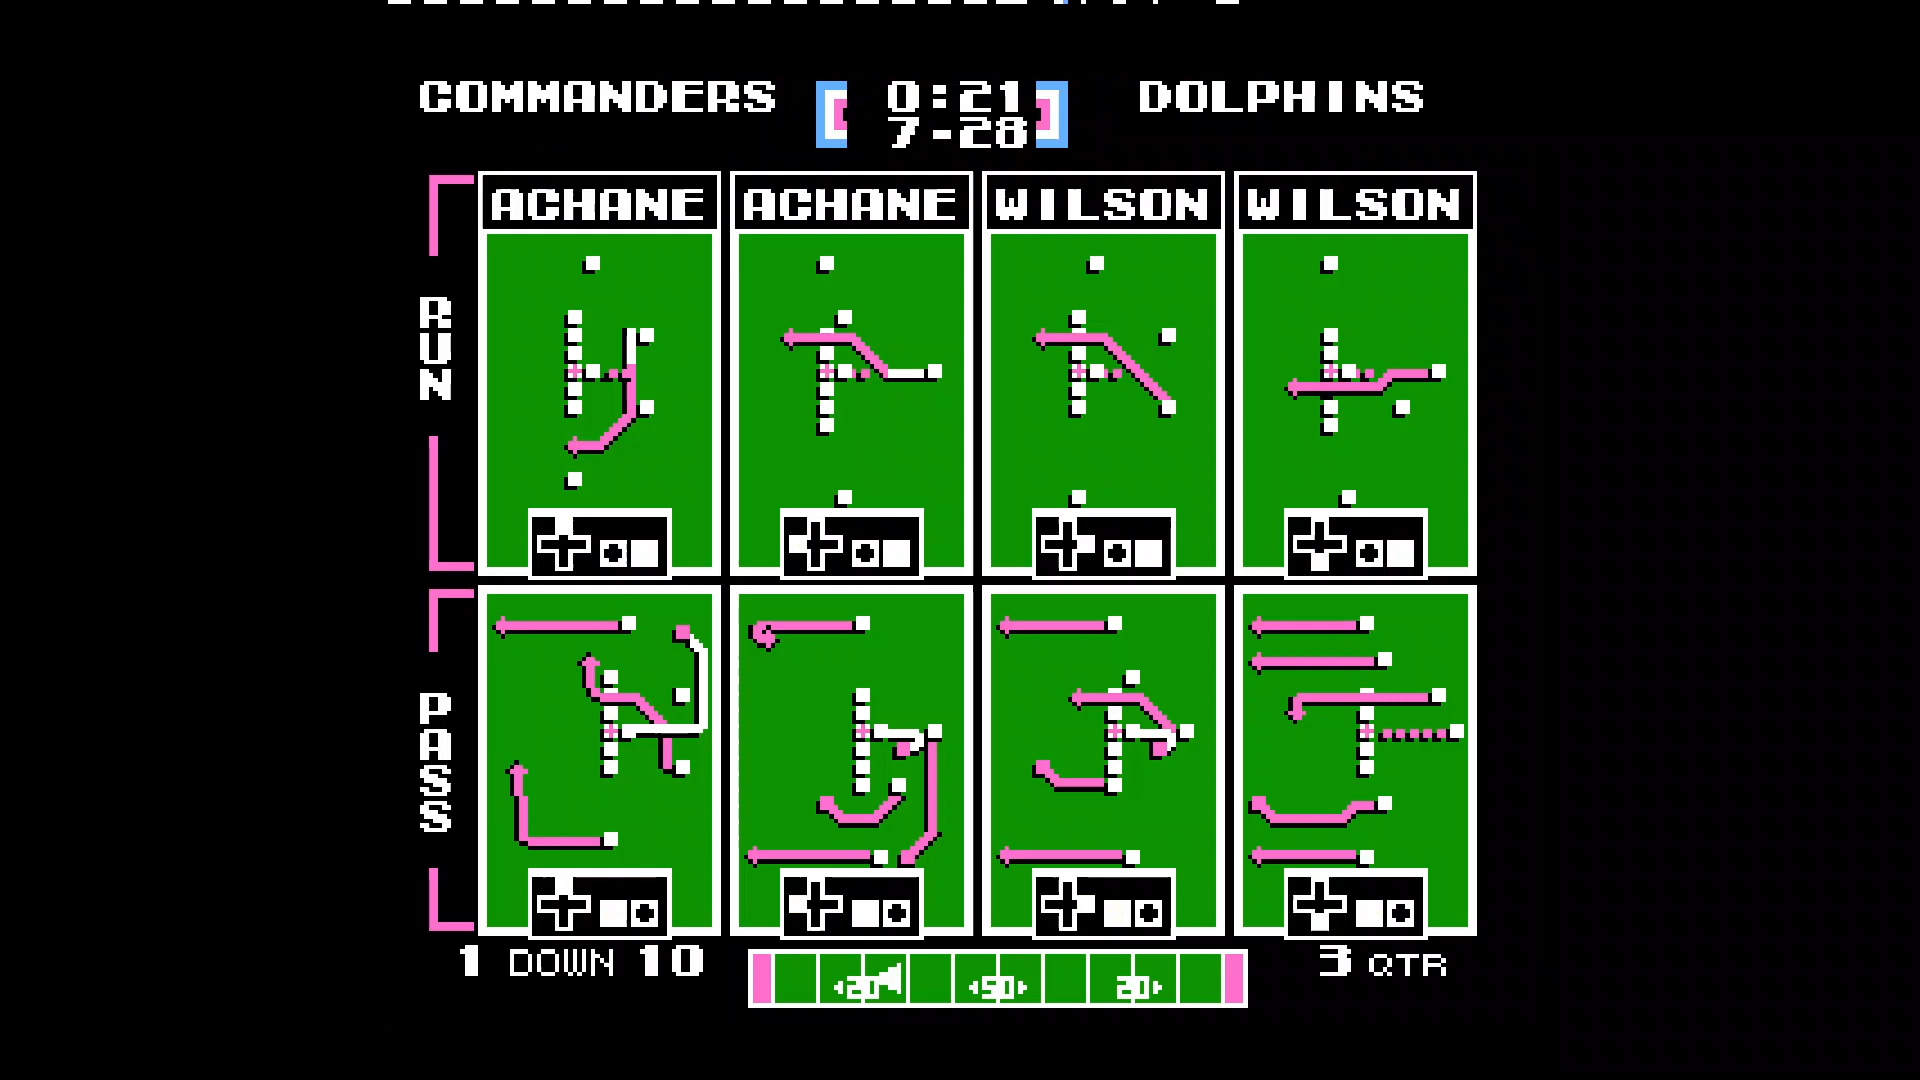 COMMANDERS 0:21 DOLPHINS
7-28
ACHANE ACHANE WILSON WILSON
RUN
PASS
1 DOWN 10
20 50 20
3 QTR